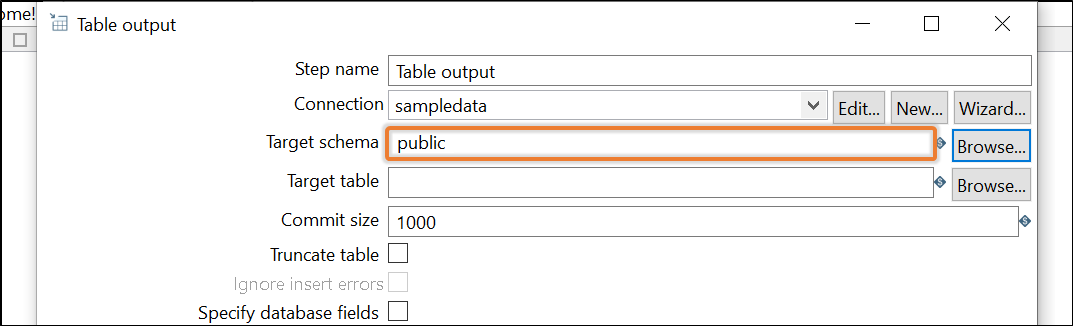 ome!
Table output
Step name Table output
Connection sampledata Edit... New... Wizard...
Target schema public Browse...
Target table Browse...
Commit size 1000
Truncate table
Ignore insert errors
Specify database fields